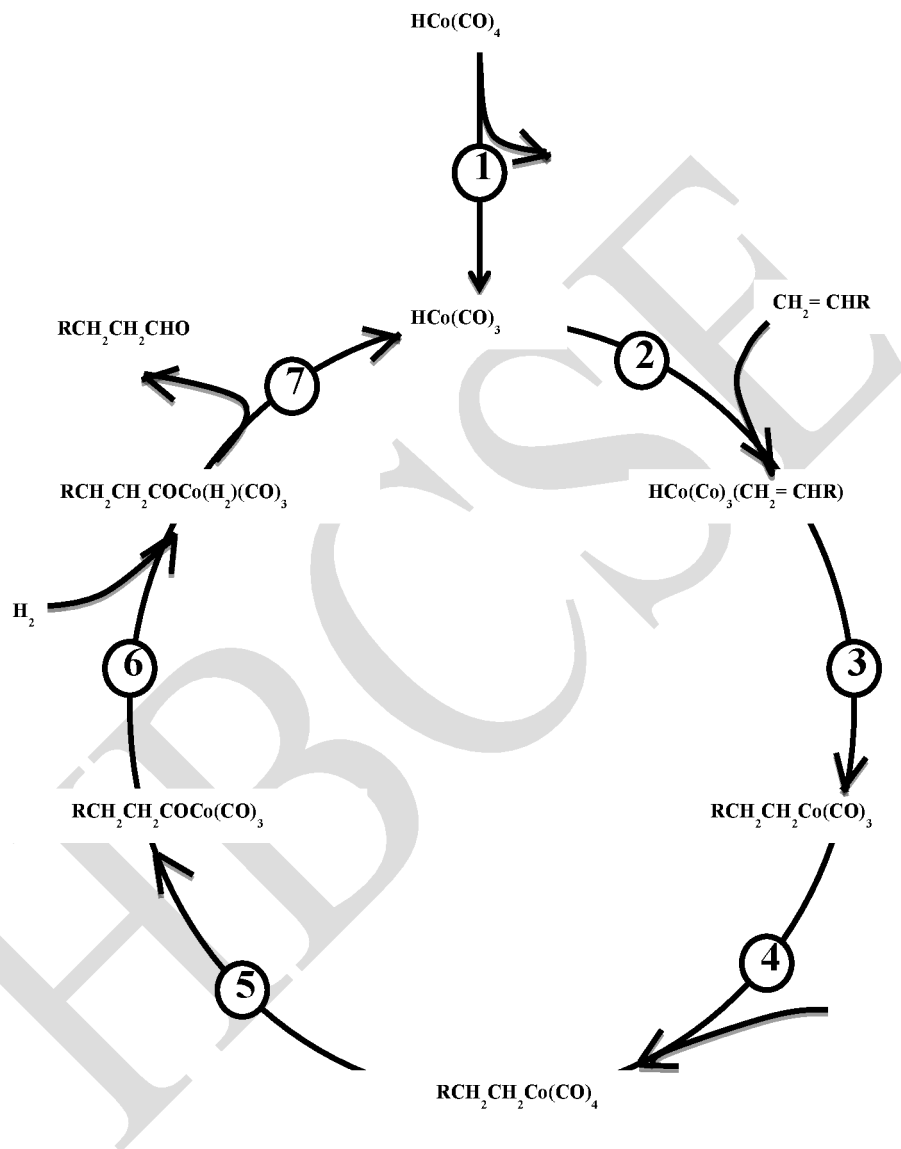 HCo(CO)₄
1
HCo(CO)₃
CH₂= CHR
RCH₂CH₂CHO
2
7
RCH₂CH₂COCo(H₂)(CO)₃
HCo(Co)₃(CH₂= CHR)
H₂
6
3
RCH₂CH₂COCo(CO)₃
RCH₂CH₂Co(CO)₃
4
5
RCH₂CH₂Co(CO)₄
HBCSE